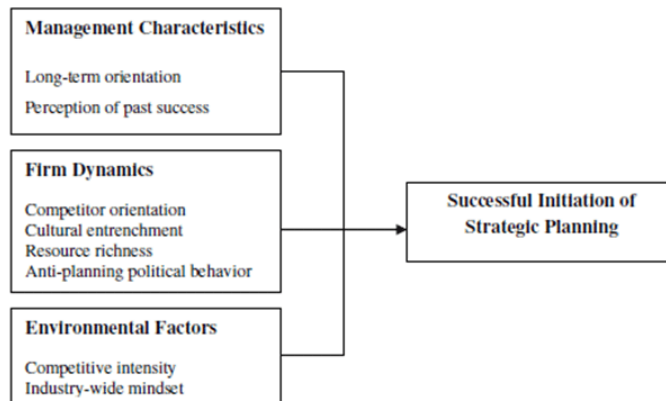 Management Characteristics
Long-term orientation
Perception of past success
Firm Dynamics
Competitor orientation
Cultural entrenchment
Resource richness
Anti-planning political behavior
Successful Initiation of
Strategic Planning
Environmental Factors
Competitive intensity
Industry-wide mindset